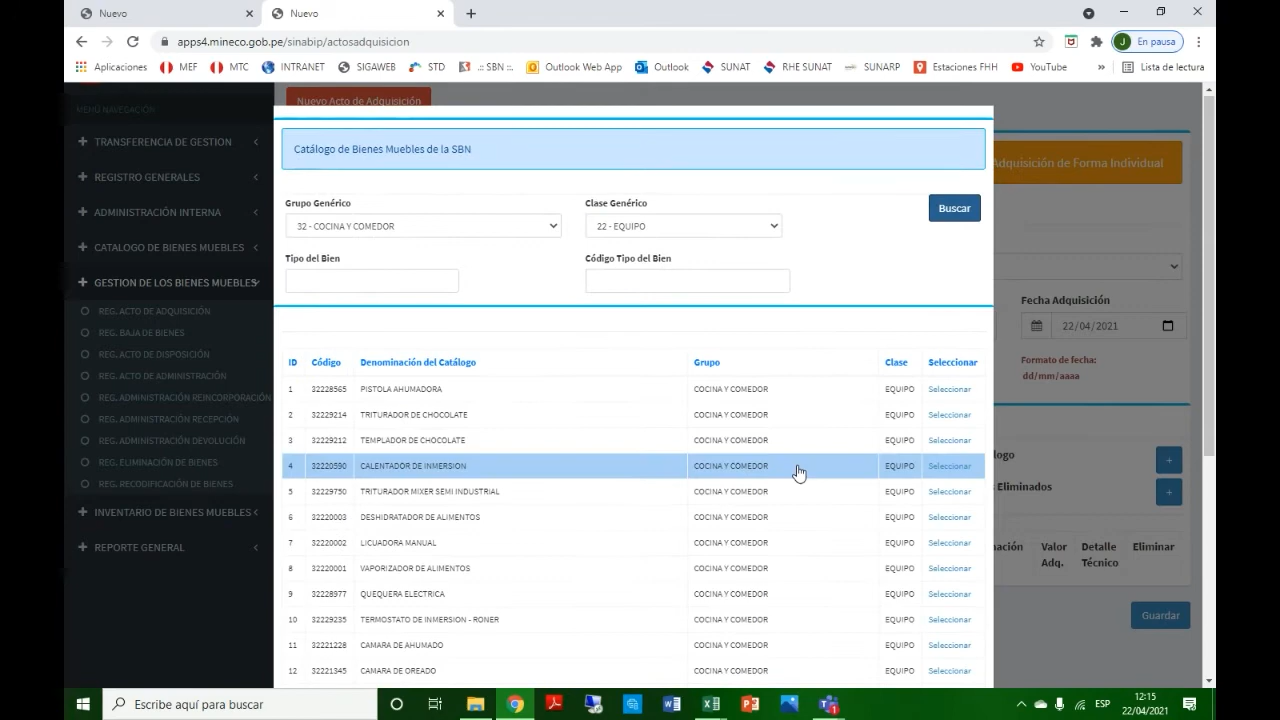 Nuevo
Nuevo
apps4.mineco.gob.pe/sinabip/actosadquisicion
J En pausa
Aplicaciones MEF MTC INTRANET SIGAWEB STD .:: SBN ::. Outlook Web App Outlook SUNAT RHE SUNAT SUNARP Estaciones FHH YouTube » Lista de lectura
MENÚ NAVEGACIÓN
TRANSFERENCIA DE GESTION
REGISTRO GENERALES
ADMINISTRACIÓN INTERNA
CATALOGO DE BIENES MUEBLES
GESTION DE LOS BIENES MUEBLES
REG. ACTO DE ADQUISICIÓN
REG. BAJA DE BIENES
REG. ACTO DE DISPOSICIÓN
REG. ACTO DE ADMINISTRACIÓN
REG. ADMINISTRACIÓN REINCORPORACIÓN
REG. ADMINISTRACIÓN RECEPCIÓN
REG. ADMINISTRACIÓN DEVOLUCIÓN
REG. ELIMINACIÓN DE BIENES
REG. RECODIFICACIÓN DE BIENES
INVENTARIO DE BIENES MUEBLES
REPORTE GENERAL
Nuevo Acto de Adquisición
Catálogo de Bienes Muebles de la SBN
Grupo Genérico Clase Genérico Buscar
32 - COCINA Y COMEDOR 22 - EQUIPO
Tipo del Bien Código Tipo del Bien
ID Código Denominación del Catálogo Grupo Clase Seleccionar
1 32228565 PISTOLA AHUMADORA COCINA Y COMEDOR EQUIPO Seleccionar
2 32229214 TRITURADOR DE CHOCOLATE COCINA Y COMEDOR EQUIPO Seleccionar
3 32229212 TEMPLADOR DE CHOCOLATE COCINA Y COMEDOR EQUIPO Seleccionar
4 32220590 CALENTADOR DE INMERSION COCINA Y COMEDOR EQUIPO Seleccionar
5 32229750 TRITURADOR MIXER SEMI INDUSTRIAL COCINA Y COMEDOR EQUIPO Seleccionar
6 32220003 DESHIDRATADOR DE ALIMENTOS COCINA Y COMEDOR EQUIPO Seleccionar
7 32220002 LICUADORA MANUAL COCINA Y COMEDOR EQUIPO Seleccionar
8 32220001 VAPORIZADOR DE ALIMENTOS COCINA Y COMEDOR EQUIPO Seleccionar
9 32228977 QUEQUERA ELECTRICA COCINA Y COMEDOR EQUIPO Seleccionar
10 32229235 TERMOSTATO DE INMERSION - RONER COCINA Y COMEDOR EQUIPO Seleccionar
11 32221228 CAMARA DE AHUMADO COCINA Y COMEDOR EQUIPO Seleccionar
12 32221345 CAMARA DE OREADO COCINA Y COMEDOR EQUIPO Seleccionar
Adquisición de Forma Individual
Fecha Adquisición
22/04/2021
Formato de fecha:
dd/mm/aaaa
logo +
s Eliminados +
nación Valor Adq. Detalle Técnico Eliminar
Guardar
Escribe aquí para buscar
ESP
12:15
22/04/2021